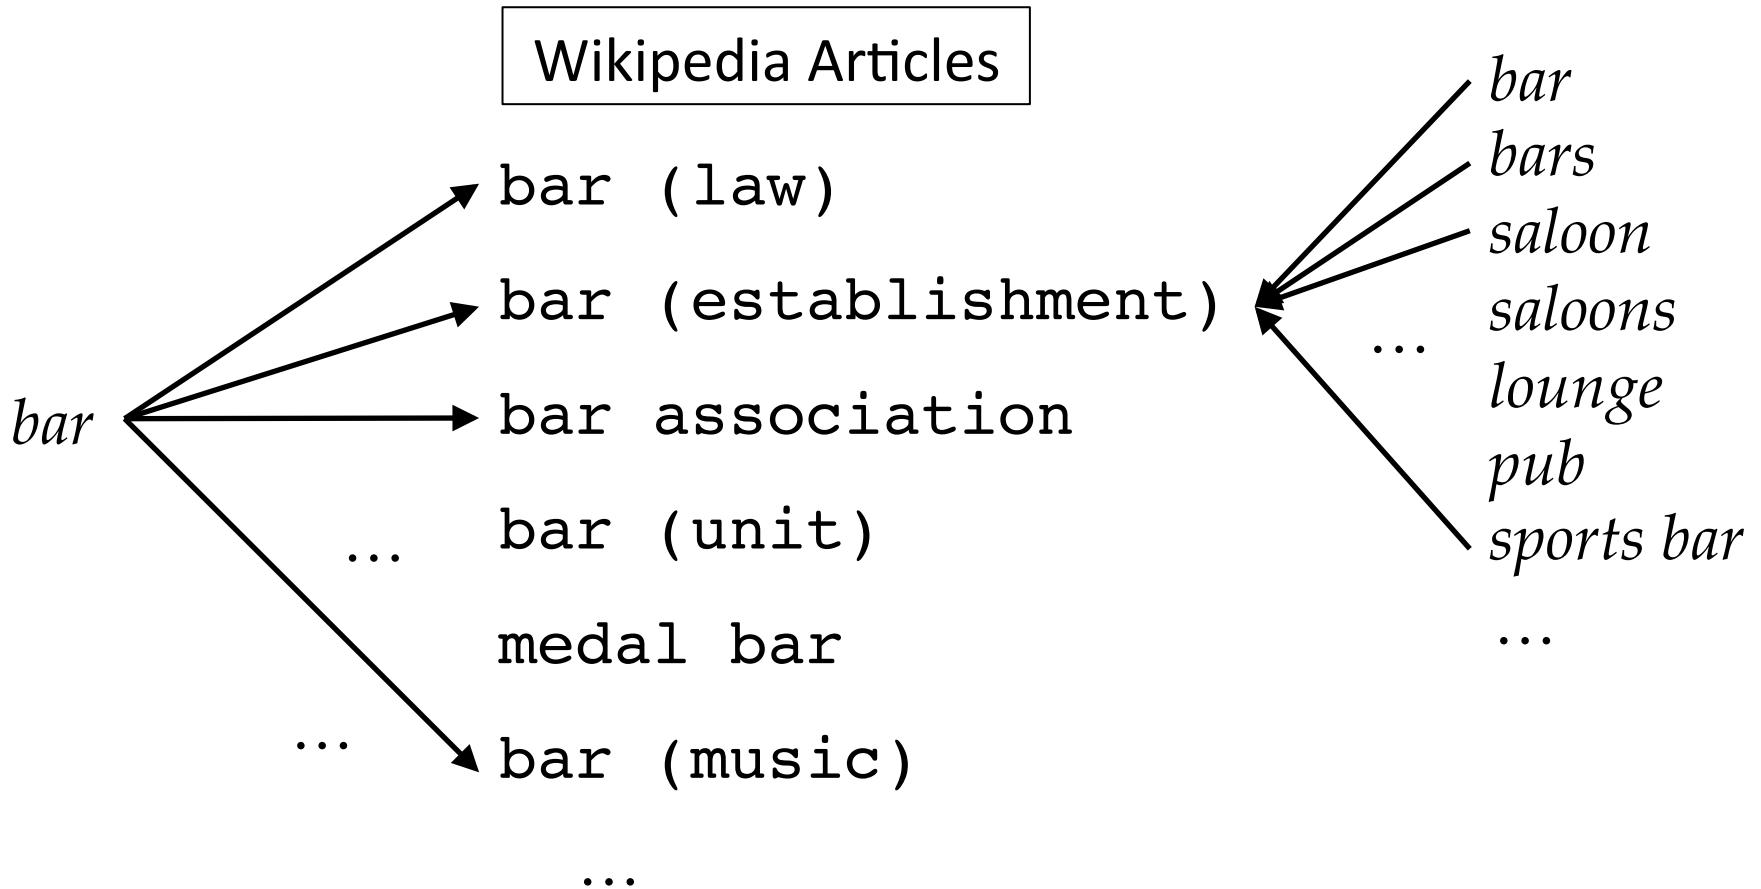 Wikipedia Articles
bar
bar (law)
bar (establishment)
bar association
bar (unit)
medal bar
bar (music)
…
…
…
bar
bars
saloon
saloons
lounge
pub
sports bar
…
…